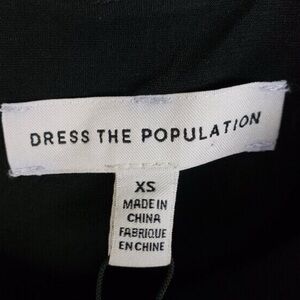 DRESS THE POPULATION
XS
MADE IN
CHINA
FABRIQUE
EN CHINE